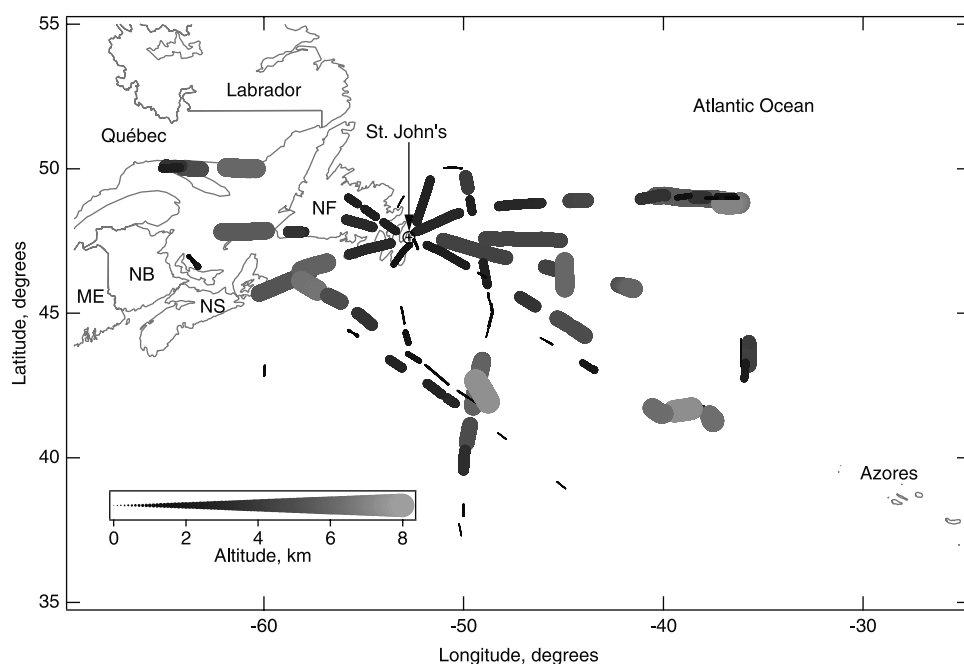 55
Labrador
Atlantic Ocean
Québec
St. John's
50
NF
NB
ME
NS
45
Latitude, degrees
40
Azores
0 2 4 6 8
Altitude, km
35
-60 -50 -40 -30
Longitude, degrees